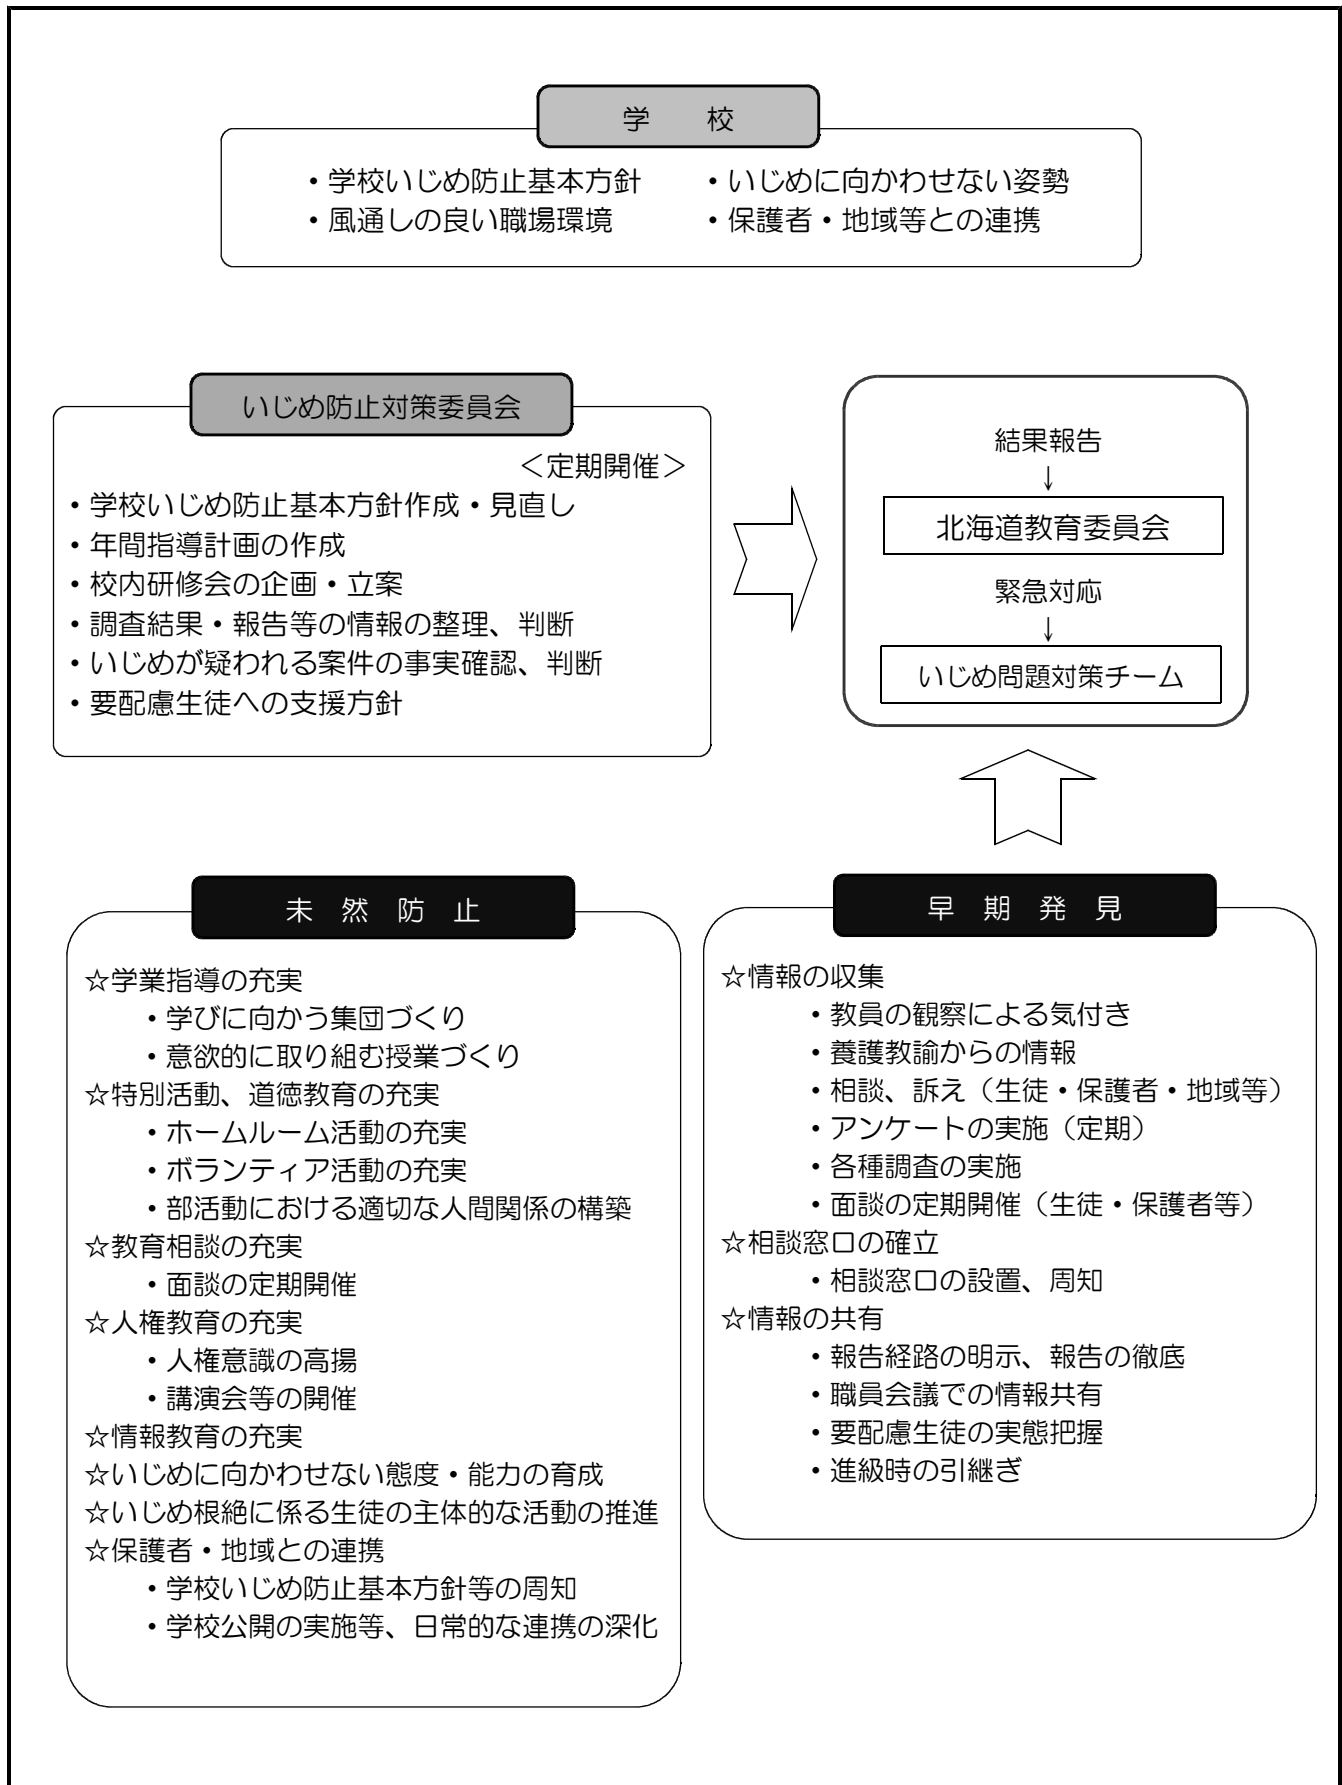 学　校
・学校いじめ防止基本方針　　・いじめに向かわせない姿勢
・風通しの良い職場環境　　　・保護者・地域等との連携
いじめ防止対策委員会
＜定期開催＞
・学校いじめ防止基本方針作成・見直し
・年間指導計画の作成
・校内研修会の企画・立案
・調査結果・報告等の情報の整理、判断
・いじめが疑われる案件の事実確認、判断
・要配慮生徒への支援方針
結果報告
↓
北海道教育委員会
緊急対応
↓
いじめ問題対策チーム
未　然　防　止
☆学業指導の充実
・学びに向かう集団づくり
・意欲的に取り組む授業づくり
☆特別活動、道徳教育の充実
・ホームルーム活動の充実
・ボランティア活動の充実
・部活動における適切な人間関係の構築
☆教育相談の充実
・面談の定期開催
☆人権教育の充実
・人権意識の高揚
・講演会等の開催
☆情報教育の充実
☆いじめに向かわせない態度・能力の育成
☆いじめ根絶に係る生徒の主体的な活動の推進
☆保護者・地域との連携
・学校いじめ防止基本方針等の周知
・学校公開の実施等、日常的な連携の深化
早　期　発　見
☆情報の収集
・教員の観察による気付き
・養護教諭からの情報
・相談、訴え（生徒・保護者・地域等）
・アンケートの実施（定期）
・各種調査の実施
・面談の定期開催（生徒・保護者等）
☆相談窓口の確立
・相談窓口の設置、周知
☆情報の共有
・報告経路の明示、報告の徹底
・職員会議での情報共有
・要配慮生徒の実態把握
・進級時の引継ぎ